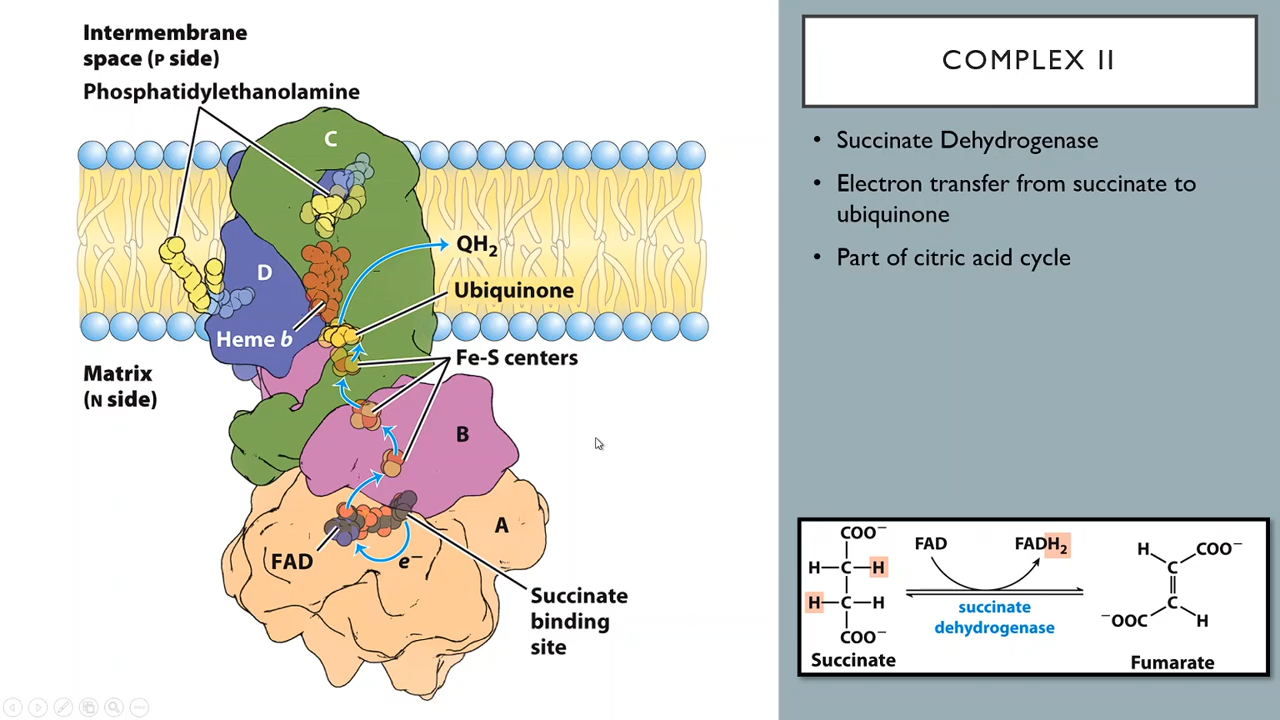 Intermembrane
space (P side)
Phosphatidylethanolamine
C
D
QH2
Ubiquinone
Heme b
Fe-S centers
Matrix
(N side)
B
A
FAD
e−
Succinate
binding
site
COMPLEX II
• Succinate Dehydrogenase
• Electron transfer from succinate to
ubiquinone
• Part of citric acid cycle
COO−
H−C−H
H−C−H
COO−
Succinate
FAD
FADH2
succinate
dehydrogenase
H
COO−
C
C
−OOC
H
Fumarate